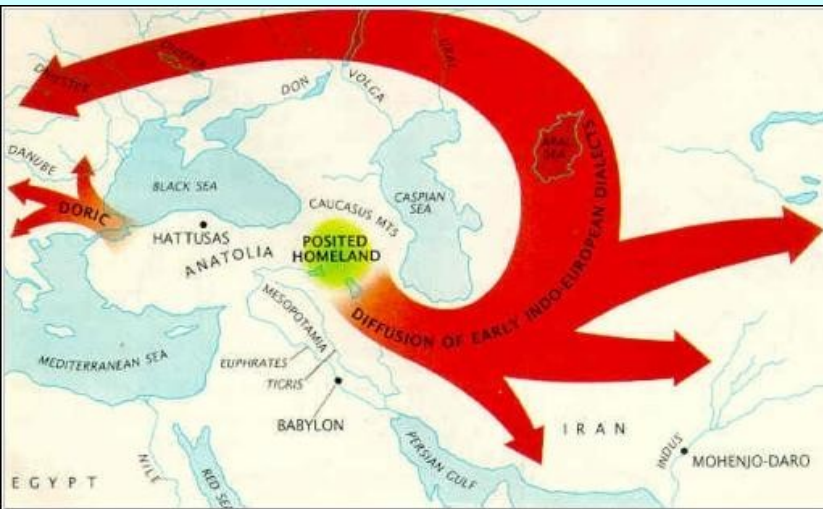 DNIESTER
DNIEPER
DON
VOLGA
URAL
ARAL
SEA
DANUBE
BLACK SEA
CASPIAN
SEA
CAUCASUS MTS
DORIC
HATTUSAS
ANATOLIA
POSITED
HOMELAND
DIFFUSION OF EARLY INDO-EUROPEAN DIALECTS
MESOPOTAMIA
MEDITERRANEAN SEA
EUPHRATES
TIGRIS
BABYLON
IRAN
PERSIAN GULF
INDUS
MOHENJO-DARO
EGYPT
NILE
RED SEA